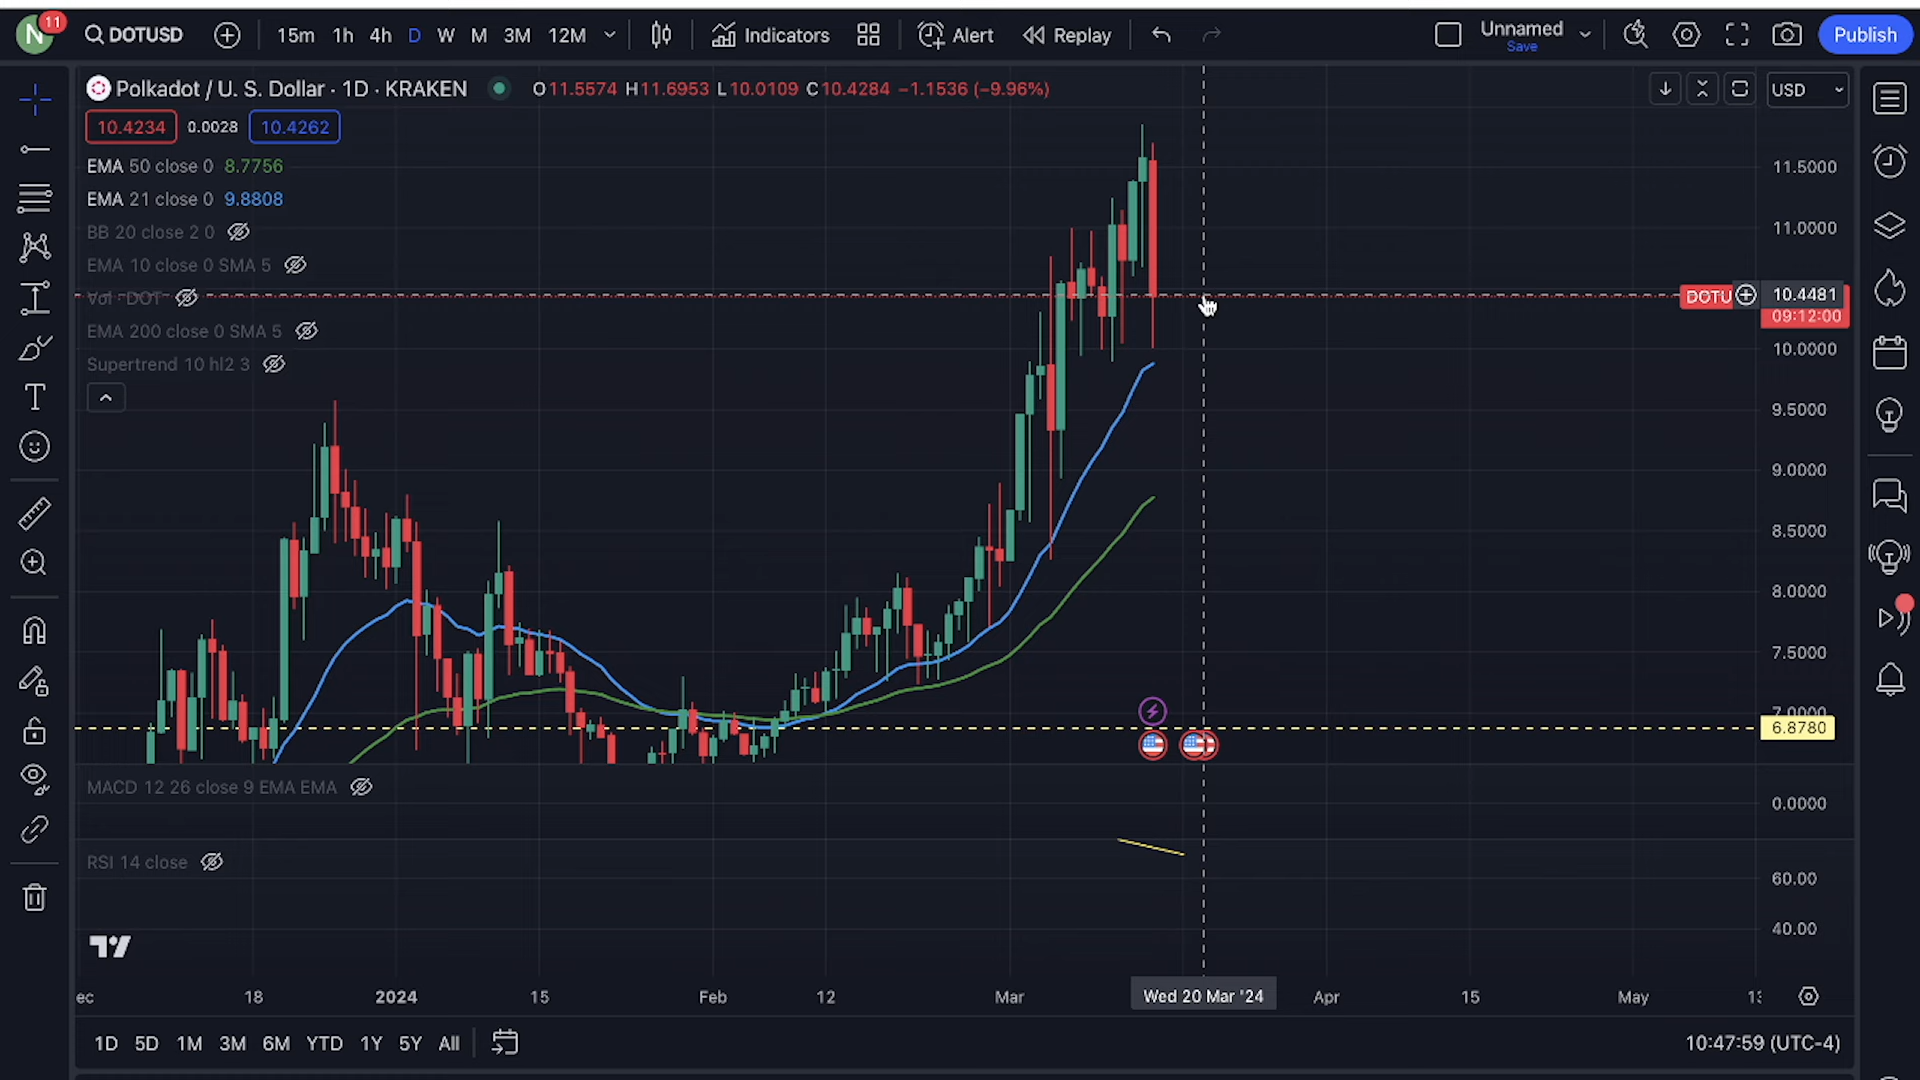 N 11 DOTUSD 15m 1h 4h D W M 3M 12M Indicators Alert Replay Unnamed Save Publish
Polkadot / U. S. Dollar · 1D · KRAKEN O11.5574 H11.6953 L10.0109 C10.4284 −1.1536 (−9.96%) USD
10.4234 0.0028 10.4262
EMA 50 close 0 8.7756
EMA 21 close 0 9.8808
BB 20 close 2 0
EMA 10 close 0 SMA 5
Vol · DOT
EMA 200 close 0 SMA 5
Supertrend 10 hl2 3
11.5000
11.0000
DOTU 10.4481
09:12:00
10.0000
9.5000
9.0000
8.5000
8.0000
7.5000
7.0000
6.8780
MACD 12 26 close 9 EMA EMA
0.0000
RSI 14 close
60.00
40.00
ec 18 2024 15 Feb 12 Mar Wed 20 Mar '24 Apr 15 May 1
1D 5D 1M 3M 6M YTD 1Y 5Y All 10:47:59 (UTC-4)